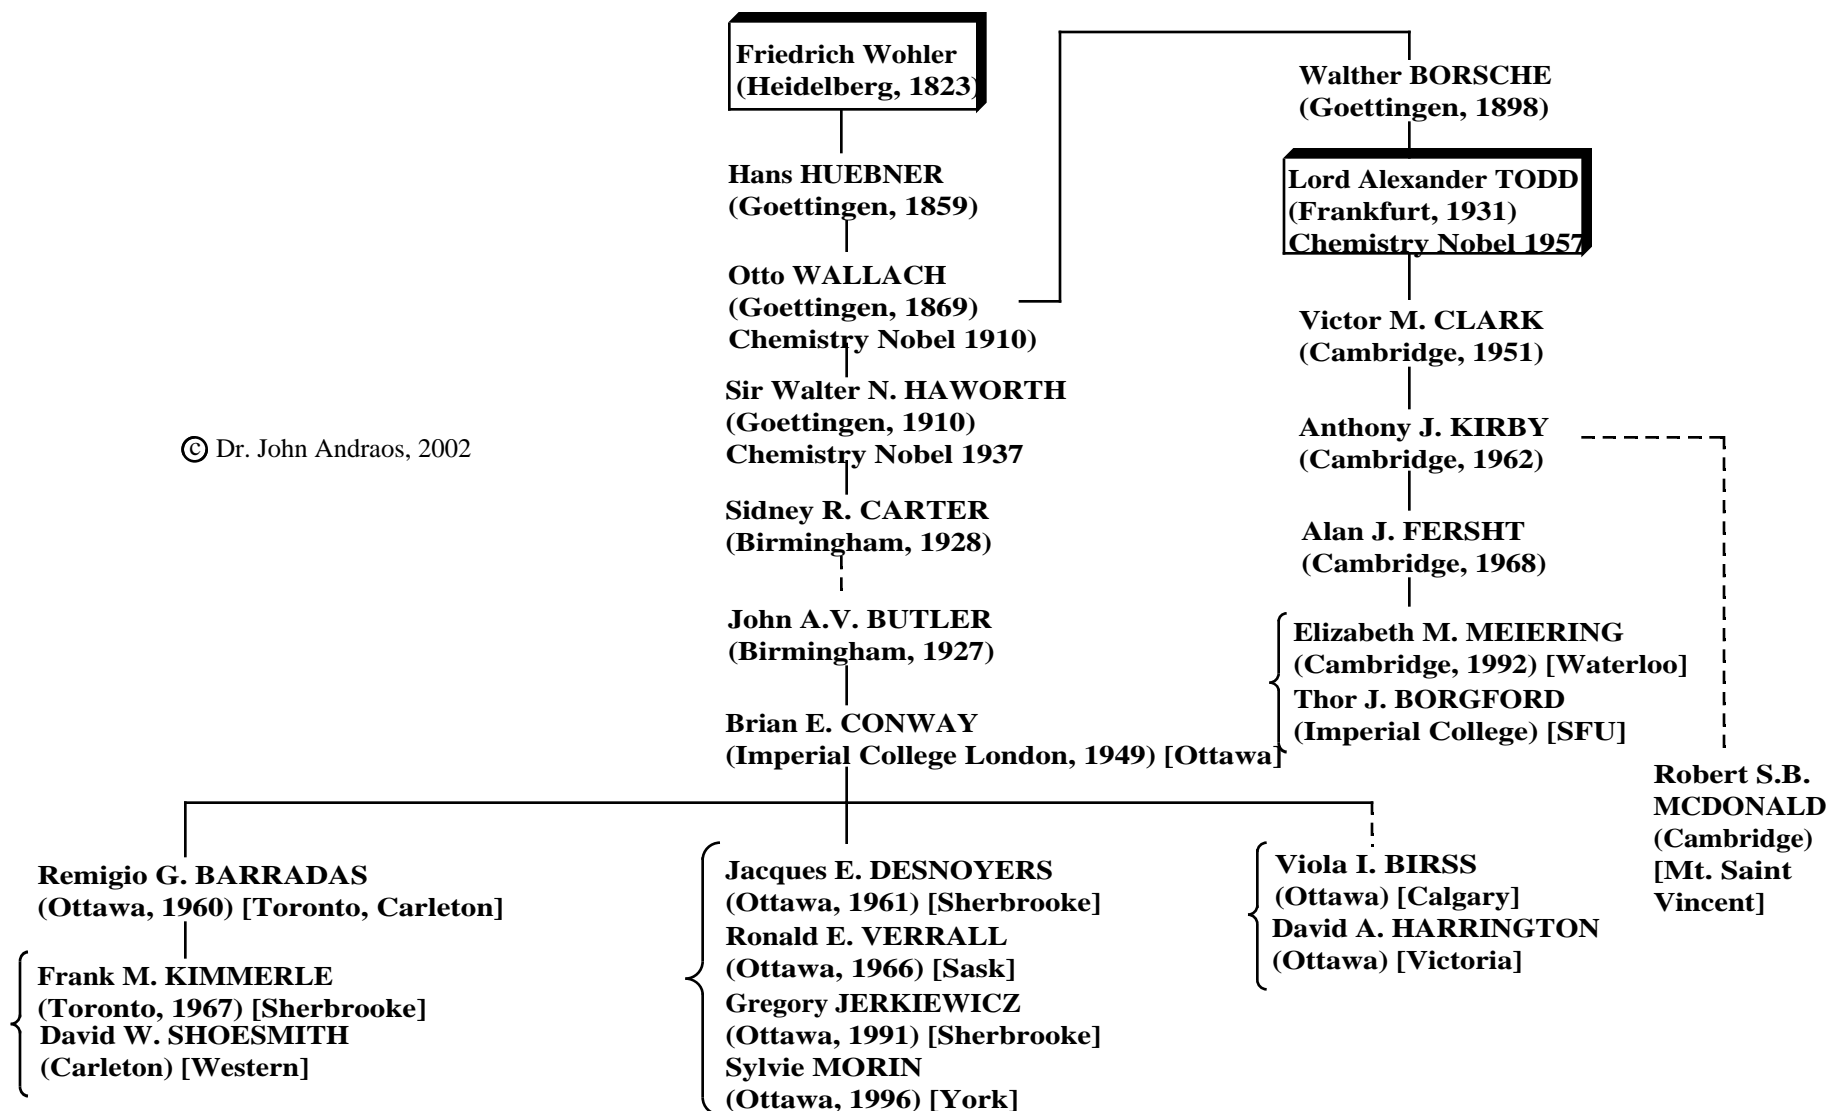 Friedrich Wohler
(Heidelberg, 1823)
Hans HUEBNER
(Goettingen, 1859)
Otto WALLACH
(Goettingen, 1869)
Chemistry Nobel 1910)
Sir Walter N. HAWORTH
(Goettingen, 1910)
Chemistry Nobel 1937
Sidney R. CARTER
(Birmingham, 1928)
John A.V. BUTLER
(Birmingham, 1927)
Brian E. CONWAY
(Imperial College London, 1949) [Ottawa]
Walther BORSCHE
(Goettingen, 1898)
Lord Alexander TODD
(Frankfurt, 1931)
Chemistry Nobel 1957
Victor M. CLARK
(Cambridge, 1951)
Anthony J. KIRBY
(Cambridge, 1962)
Alan J. FERSHT
(Cambridge, 1968)
Elizabeth M. MEIERING
(Cambridge, 1992) [Waterloo]
Thor J. BORGFORD
(Imperial College) [SFU]
Robert S.B.
MCDONALD
(Cambridge)
[Mt. Saint
Vincent]
© Dr. John Andraos, 2002
Remigio G. BARRADAS
(Ottawa, 1960) [Toronto, Carleton]
Frank M. KIMMERLE
(Toronto, 1967) [Sherbrooke]
David W. SHOESMITH
(Carleton) [Western]
Jacques E. DESNOYERS
(Ottawa, 1961) [Sherbrooke]
Ronald E. VERRALL
(Ottawa, 1966) [Sask]
Gregory JERKIEWICZ
(Ottawa, 1991) [Sherbrooke]
Sylvie MORIN
(Ottawa, 1996) [York]
Viola I. BIRSS
(Ottawa) [Calgary]
David A. HARRINGTON
(Ottawa) [Victoria]